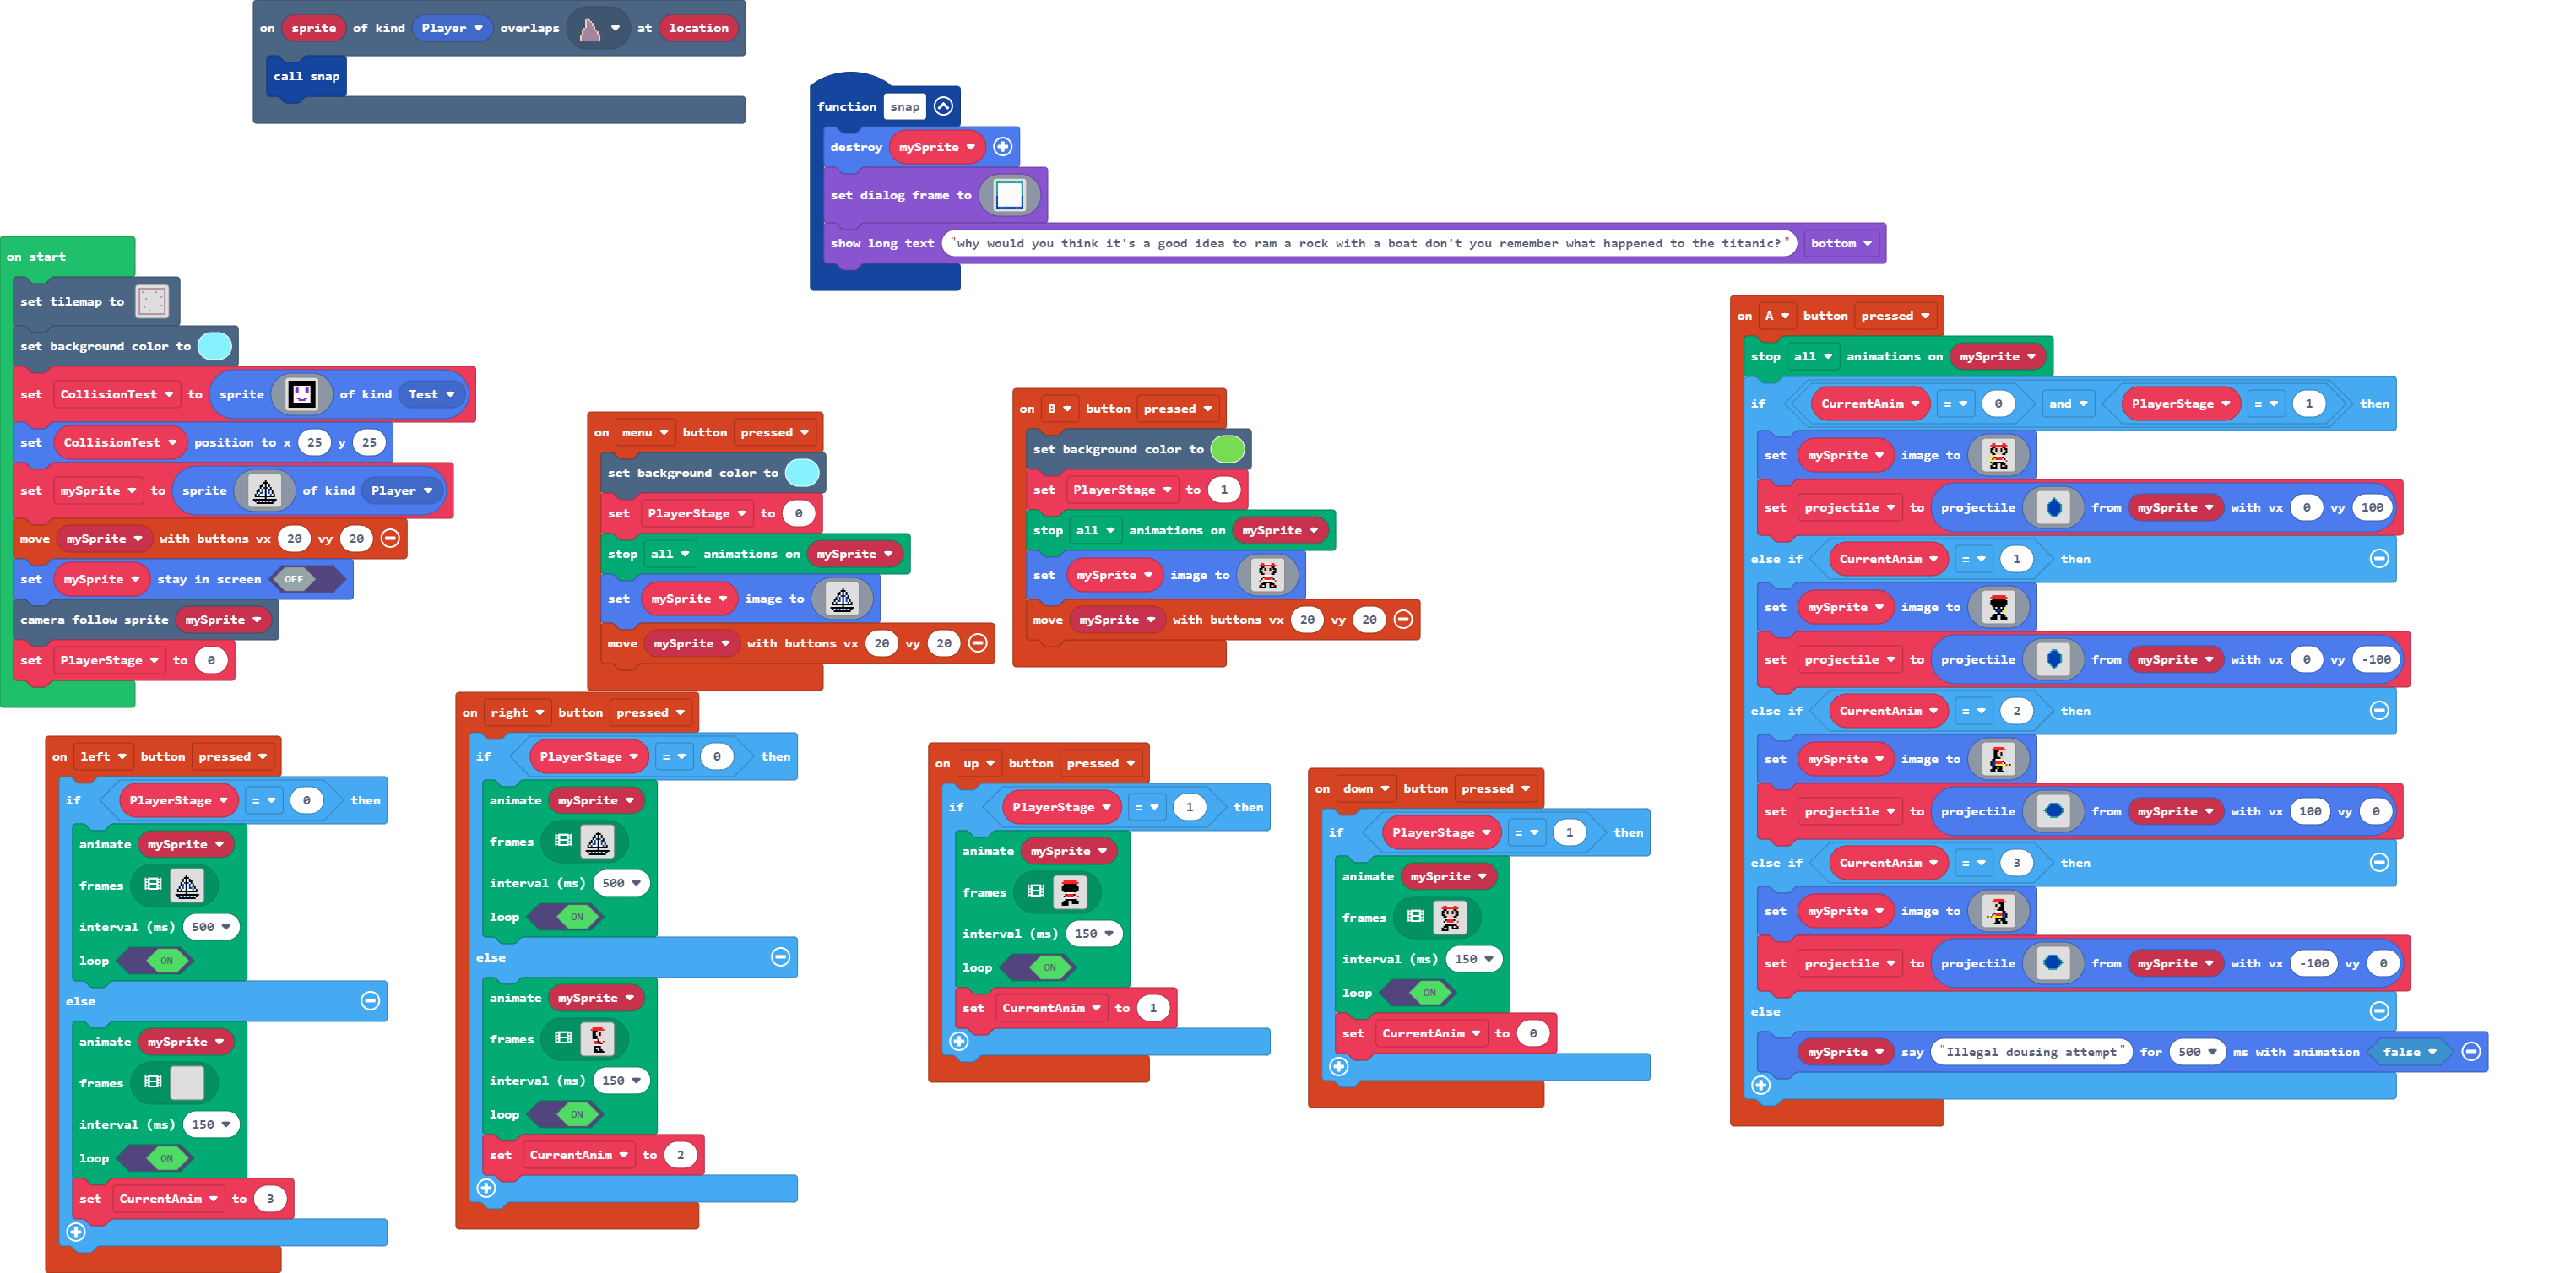 on sprite of kind Player overlaps at location
call snap
function snap
destroy mySprite
set dialog frame to
show long text "why would you think it's a good idea to ram a rock with a boat don't you remember what happened to the titanic?" bottom
on start
set tilemap to
set background color to
set CollisionTest to sprite of kind Test
set CollisionTest position to x 25 y 25
set mySprite to sprite of kind Player
move mySprite with buttons vx 20 vy 20
set mySprite stay in screen OFF
camera follow sprite mySprite
set PlayerStage to 0
on menu button pressed
set background color to
set PlayerStage to 0
stop all animations on mySprite
set mySprite image to
move mySprite with buttons vx 20 vy 20
on B button pressed
set background color to
set PlayerStage to 1
stop all animations on mySprite
set mySprite image to
move mySprite with buttons vx 20 vy 20
on A button pressed
stop all animations on mySprite
if CurrentAnim = 0 and PlayerStage = 1 then
set mySprite image to
set projectile to projectile from mySprite with vx 0 vy 100
else if CurrentAnim = 1 then
set mySprite image to
set projectile to projectile from mySprite with vx 0 vy -100
else if CurrentAnim = 2 then
set mySprite image to
set projectile to projectile from mySprite with vx 100 vy 0
else if CurrentAnim = 3 then
set mySprite image to
set projectile to projectile from mySprite with vx -100 vy 0
else
mySprite say "Illegal dousing attempt" for 500 ms with animation false
on left button pressed
if PlayerStage = 0 then
animate mySprite
frames
interval (ms) 500
loop ON
else
animate mySprite
frames
interval (ms) 150
loop ON
set CurrentAnim to 3
on right button pressed
if PlayerStage = 0 then
animate mySprite
frames
interval (ms) 500
loop ON
else
animate mySprite
frames
interval (ms) 150
loop ON
set CurrentAnim to 2
on up button pressed
if PlayerStage = 1 then
animate mySprite
frames
interval (ms) 150
loop ON
set CurrentAnim to 1
on down button pressed
if PlayerStage = 1 then
animate mySprite
frames
interval (ms) 150
loop ON
set CurrentAnim to 0